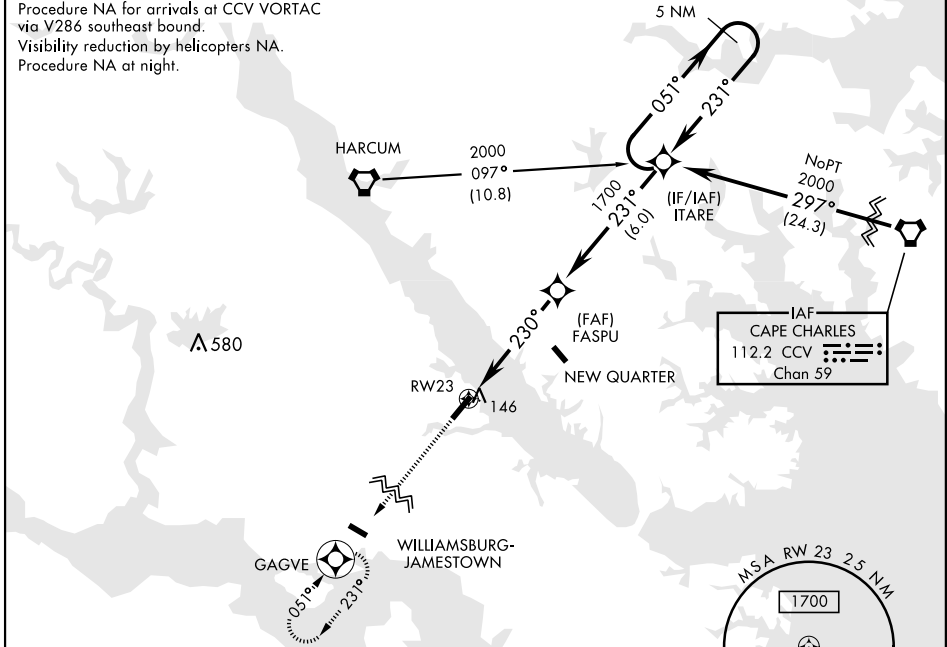 Procedure NA for arrivals at CCV VORTAC
via V286 southeast bound.
Visibility reduction by helicopters NA.
Procedure NA at night.
5 NM
051°
231°
HARCUM
2000
097°
(10.8)
NoPT
2000
297°
(24.3)
(IF/IAF)
ITARE
1700
231°
(6.0)
IAF
CAPE CHARLES
112.2 CCV
Chan 59
(FAF)
FASPU
230°
580
NEW QUARTER
RW23
146
WILLIAMSBURG-
JAMESTOWN
GAGVE
051°
231°
MSA RW 23 25 NM
1700